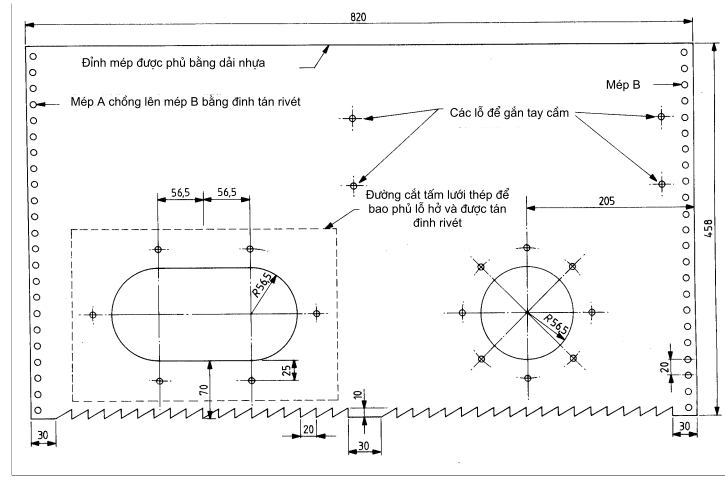 820
Đỉnh mép được phủ bằng dải nhựa
Mép B
Mép A chồng lên mép B bằng đinh tán rivét
Các lỗ để gắn tay cầm
56,5
56,5
Đường cắt tấm lưới thép để
bao phủ lỗ hở và được tán
đinh rivét
205
458
R56,5
R56,5
25
70
20
10
30
20
30
30